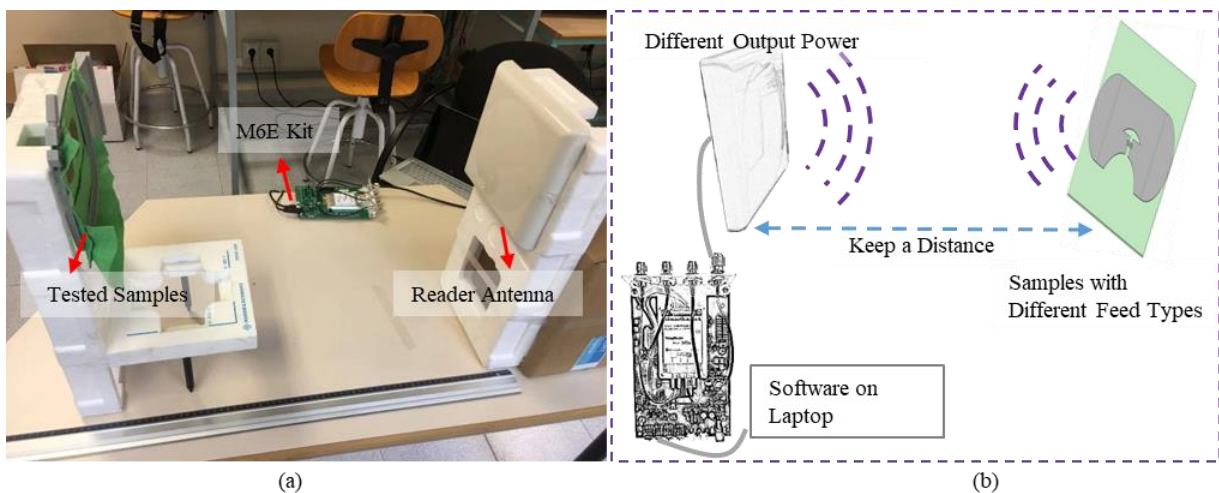 M6E Kit
Tested Samples
Reader Antenna
(a)
Different Output Power
Keep a Distance
Samples with
Different Feed Types
Software on
Laptop
(b)